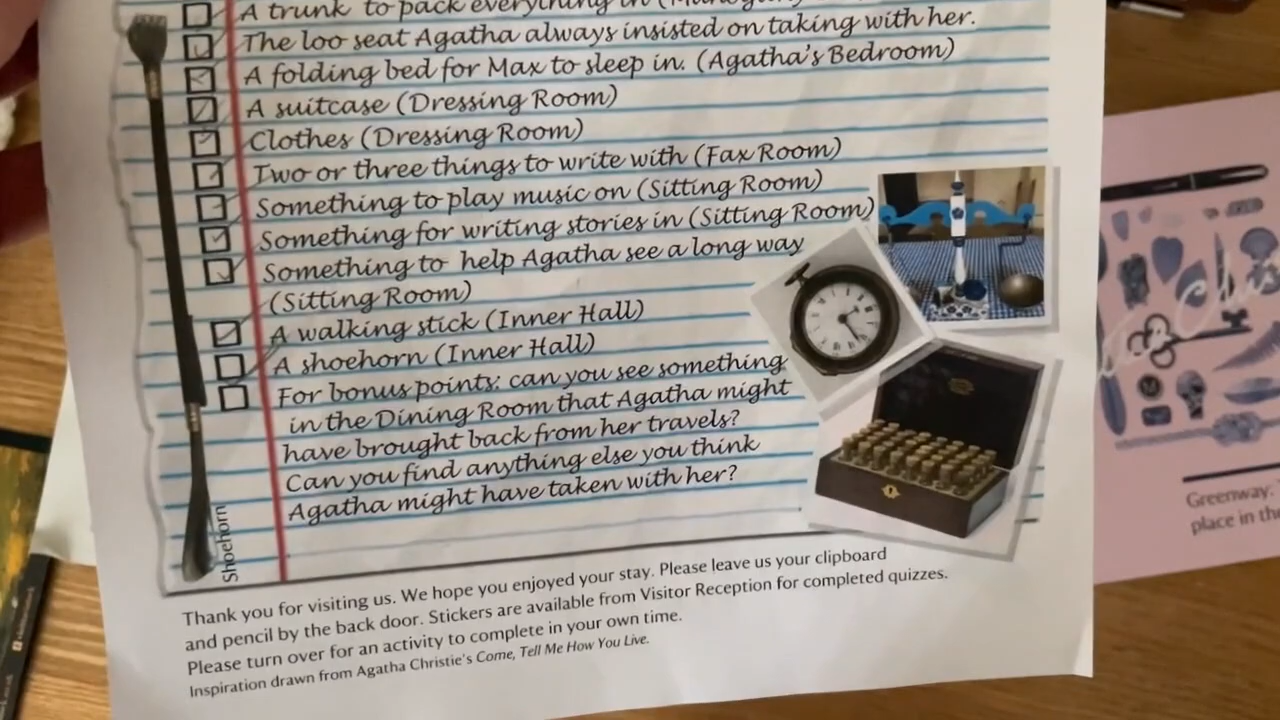 A trunk to pack everything in
The loo seat Agatha always insisted on taking with her.
A folding bed for Max to sleep in. (Agatha's Bedroom)
A suitcase (Dressing Room)
Clothes (Dressing Room)
Two or three things to write with (Fax Room)
Something to play music on (Sitting Room)
Something for writing stories in (Sitting Room)
Something to help Agatha see a long way
(Sitting Room)
A walking stick (Inner Hall)
A shoehorn (Inner Hall)
For bonus points: can you see something
in the Dining Room that Agatha might
have brought back from her travels?
Can you find anything else you think
Agatha might have taken with her?
Shoehorn
Thank you for visiting us. We hope you enjoyed your stay. Please leave us your clipboard
and pencil by the back door. Stickers are available from Visitor Reception for completed quizzes.
Please turn over for an activity to complete in your own time.
Inspiration drawn from Agatha Christie's Come, Tell Me How You Live.
Greenway:
place in the